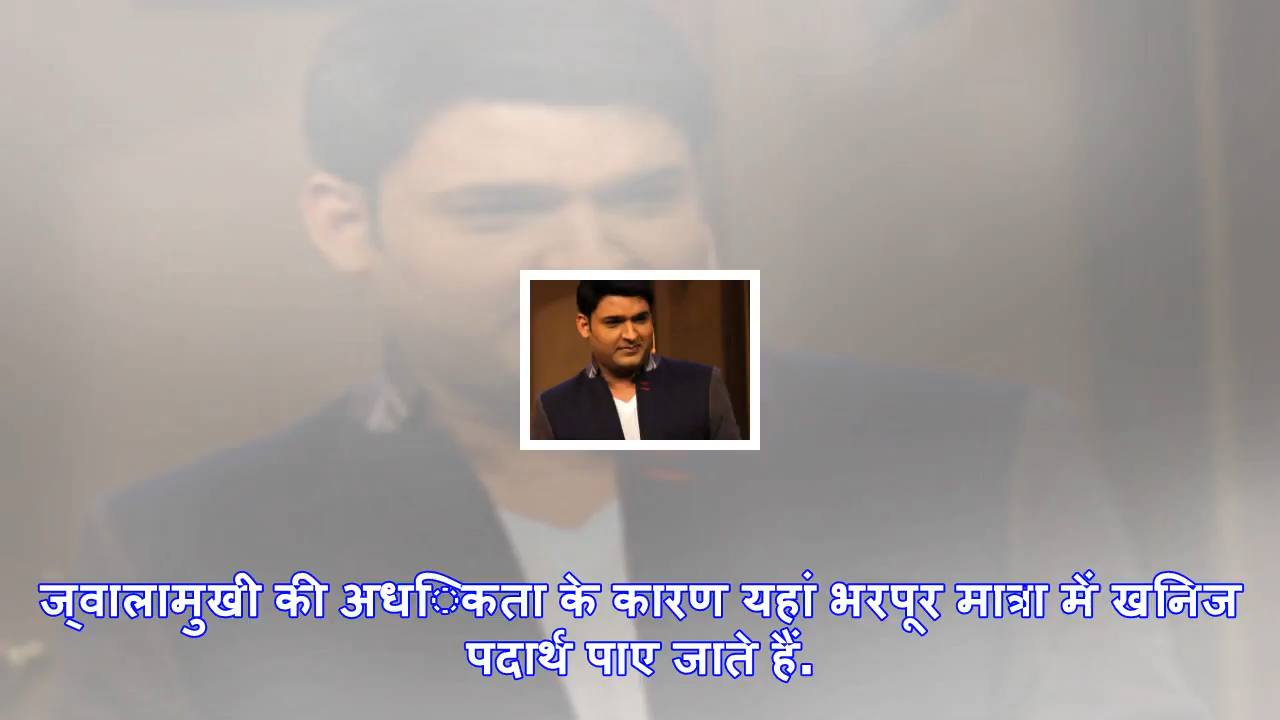 ज्वालामुखी की अधिकता के कारण यहां भरपूर मात्रा में खनिज
पदार्थ पाए जाते हैं.